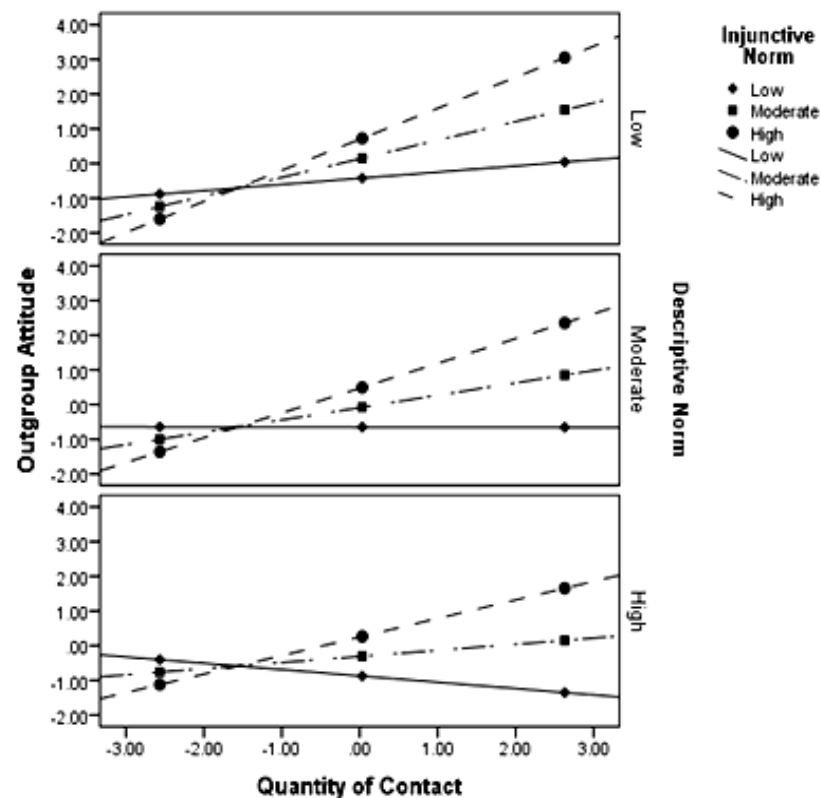 Injunctive
Norm
Low
Moderate
High
Low
Moderate
High
Outgroup Attitude
4.00
3.00
2.00
1.00
.00
-1.00
-2.00
Low
4.00
3.00
2.00
1.00
.00
-1.00
-2.00
Moderate
4.00
3.00
2.00
1.00
.00
-1.00
-2.00
High
Descriptive Norm
-3.00 -2.00 -1.00 .00 1.00 2.00 3.00
Quantity of Contact